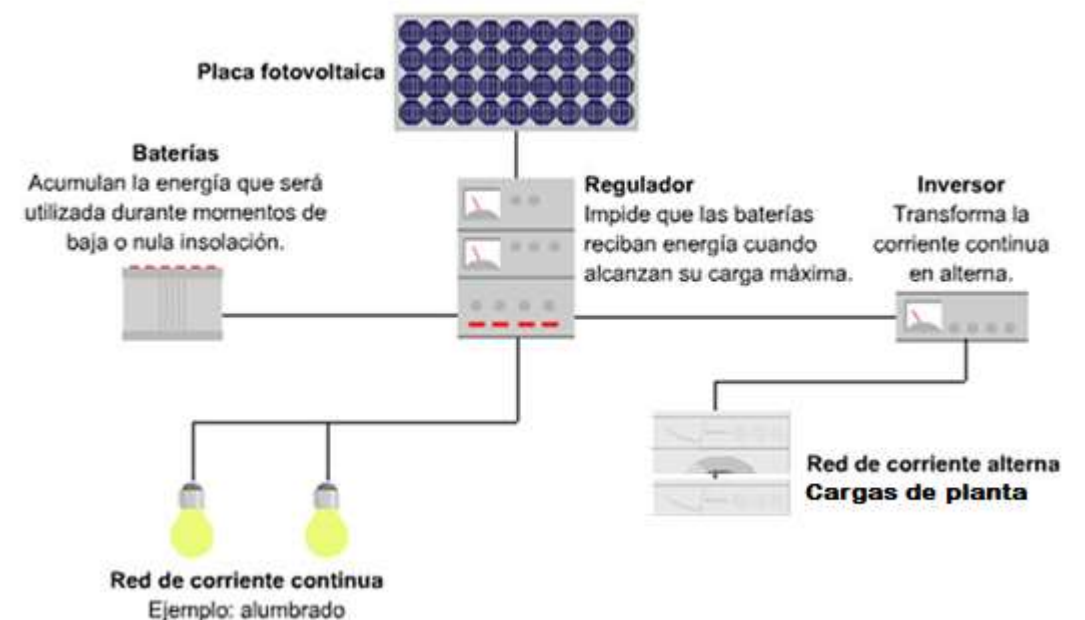 Placa fotovoltaica
Baterías
Acumulan la energía que será
utilizada durante momentos de
baja o nula insolación.
Regulador
Impide que las baterías
reciban energía cuando
alcanzan su carga máxima.
Inversor
Transforma la
corriente continua
en alterna.
Red de corriente alterna
Cargas de planta
Red de corriente continua
Ejemplo: alumbrado